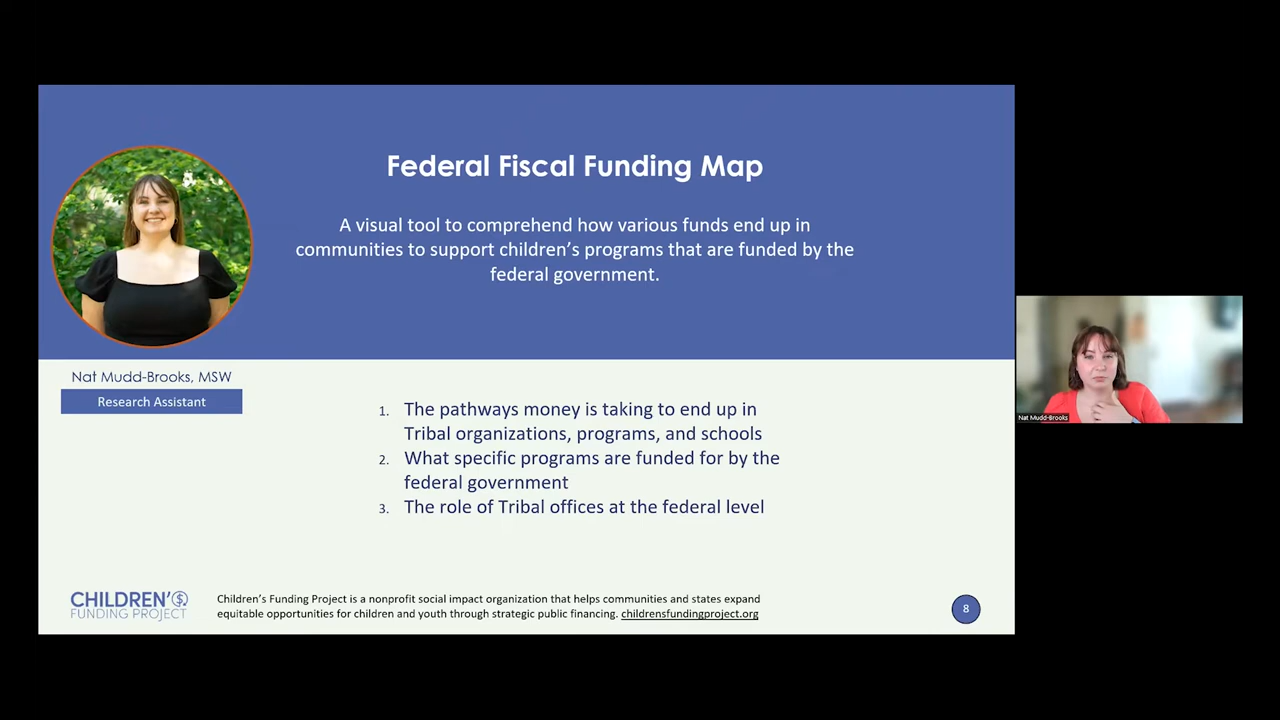 Federal Fiscal Funding Map
A visual tool to comprehend how various funds end up in
communities to support children's programs that are funded by the
federal government.
Nat Mudd-Brooks, MSW
Research Assistant
1. The pathways money is taking to end up in
Tribal organizations, programs, and schools
2. What specific programs are funded for by the
federal government
3. The role of Tribal offices at the federal level
CHILDREN'$
FUNDING PROJECT
Children's Funding Project is a nonprofit social impact organization that helps communities and states expand
equitable opportunities for children and youth through strategic public financing. childrensfundingproject.org
8
Nat Mudd-Brooks